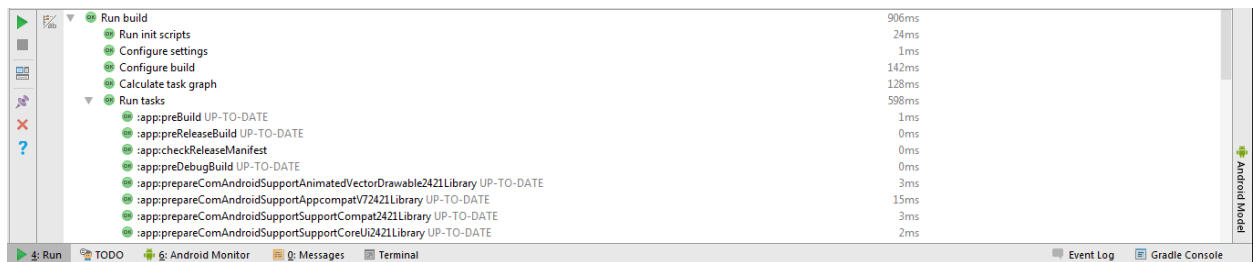 Run build 906ms
Run init scripts 24ms
Configure settings 1ms
Configure build 142ms
Calculate task graph 128ms
Run tasks 598ms
:app:preBuild UP-TO-DATE 1ms
:app:preReleaseBuild UP-TO-DATE 0ms
:app:checkReleaseManifest 0ms
:app:preDebugBuild UP-TO-DATE 0ms
:app:prepareComAndroidSupportAnimatedVectorDrawable2421Library UP-TO-DATE 3ms
:app:prepareComAndroidSupportAppcompatV72421Library UP-TO-DATE 15ms
:app:prepareComAndroidSupportSupportCompat2421Library UP-TO-DATE 3ms
:app:prepareComAndroidSupportSupportCoreUi2421Library UP-TO-DATE 2ms
Android Model
4: Run TODO 6: Android Monitor 0: Messages Terminal Event Log Gradle Console